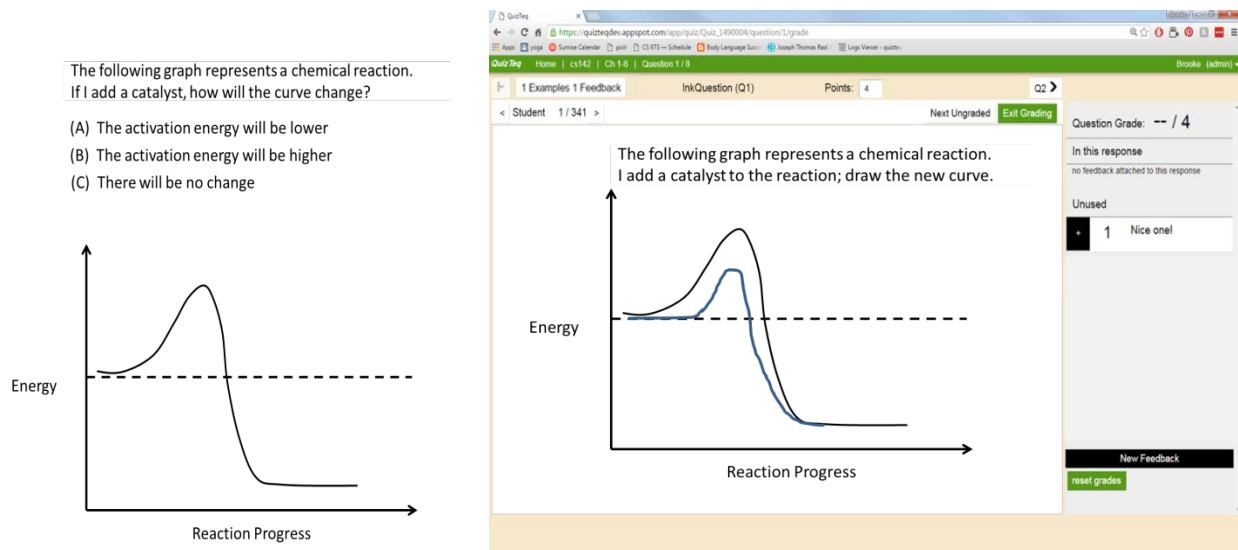 The following graph represents a chemical reaction.
If I add a catalyst, how will the curve change?
(A) The activation energy will be lower
(B) The activation energy will be higher
(C) There will be no change
Energy
Reaction Progress
QuizTeq
https://quizteqdev.appspot.com/app/quiz/Quiz_1490004/question/1/grade
Apps yoga Sunrise Calendar pixlr CS 673 — Schedule Body Language Succ Joseph Thomas Real Logs Viewer - quizte
QuizTeq Home | cs142 | Ch 1-6 | Question 1 / 8 Brooke (admin)
1 Examples 1 Feedback InkQuestion (Q1) Points: 4 Q2 >
< Student 1 / 341 > Next Ungraded Exit Grading
The following graph represents a chemical reaction.
I add a catalyst to the reaction; draw the new curve.
Energy
Reaction Progress
Question Grade: -- / 4
In this response
no feedback attached to this response
Unused
+ 1 Nice one!
New Feedback
reset grades